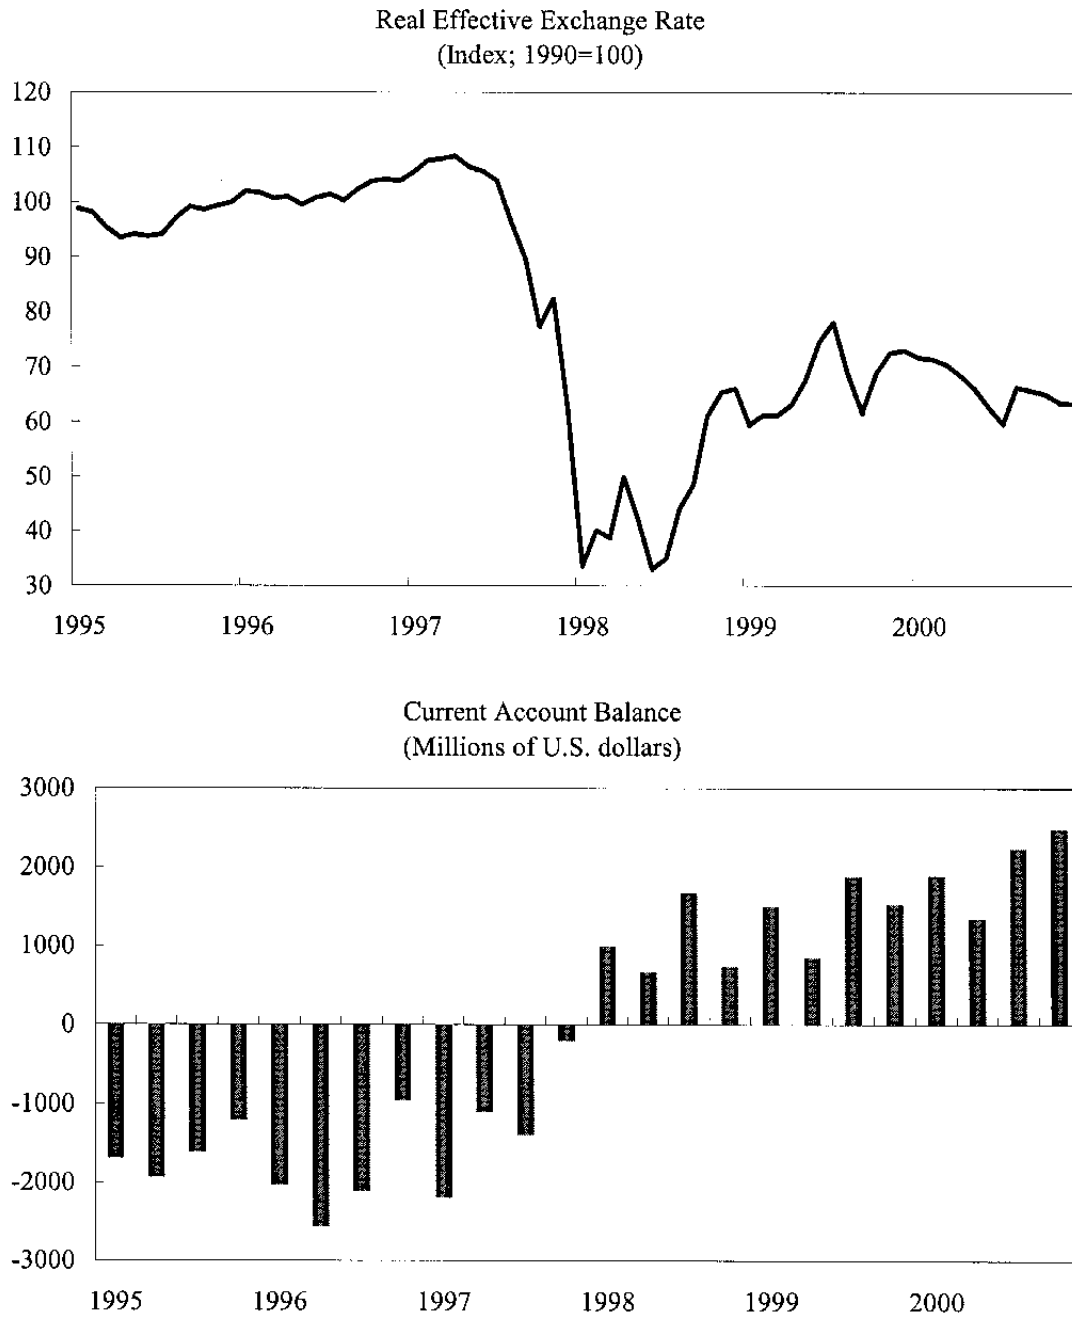 Real Effective Exchange Rate
(Index; 1990=100)
120
110
100
90
80
70
60
50
40
30
1995 1996 1997 1998 1999 2000
Current Account Balance
(Millions of U.S. dollars)
3000
2000
1000
0
-1000
-2000
-3000
1995 1996 1997 1998 1999 2000